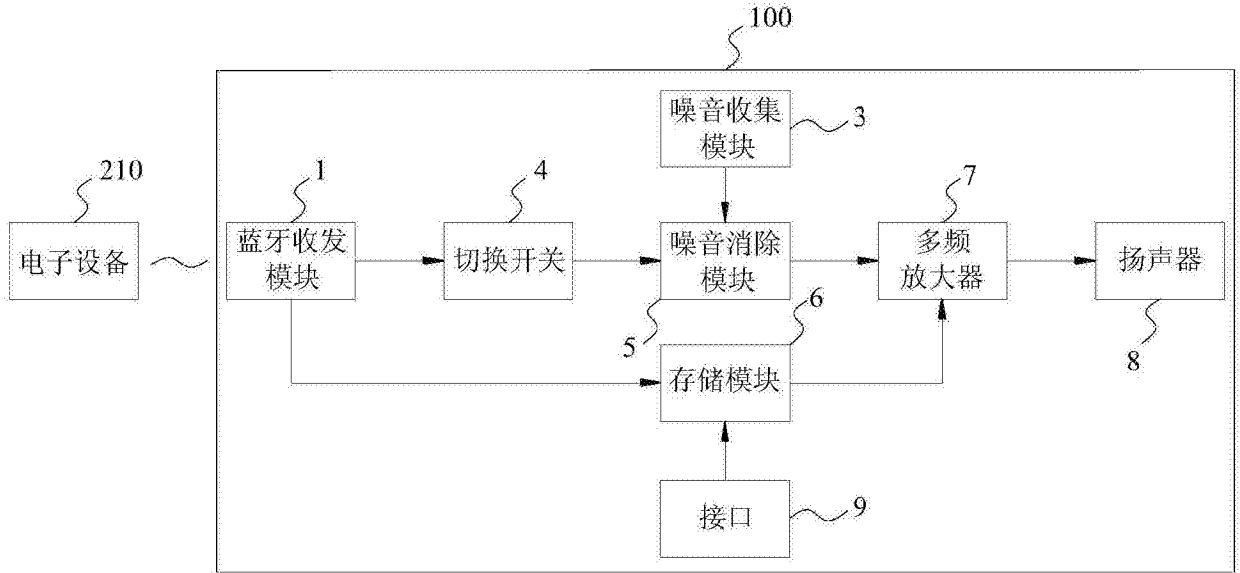 100
噪音收集
模块
3
210
1
4
7
电子设备
蓝牙收发
模块
切换开关
噪音消除
模块
多频
放大器
扬声器
5
6
8
存储模块
接口
9